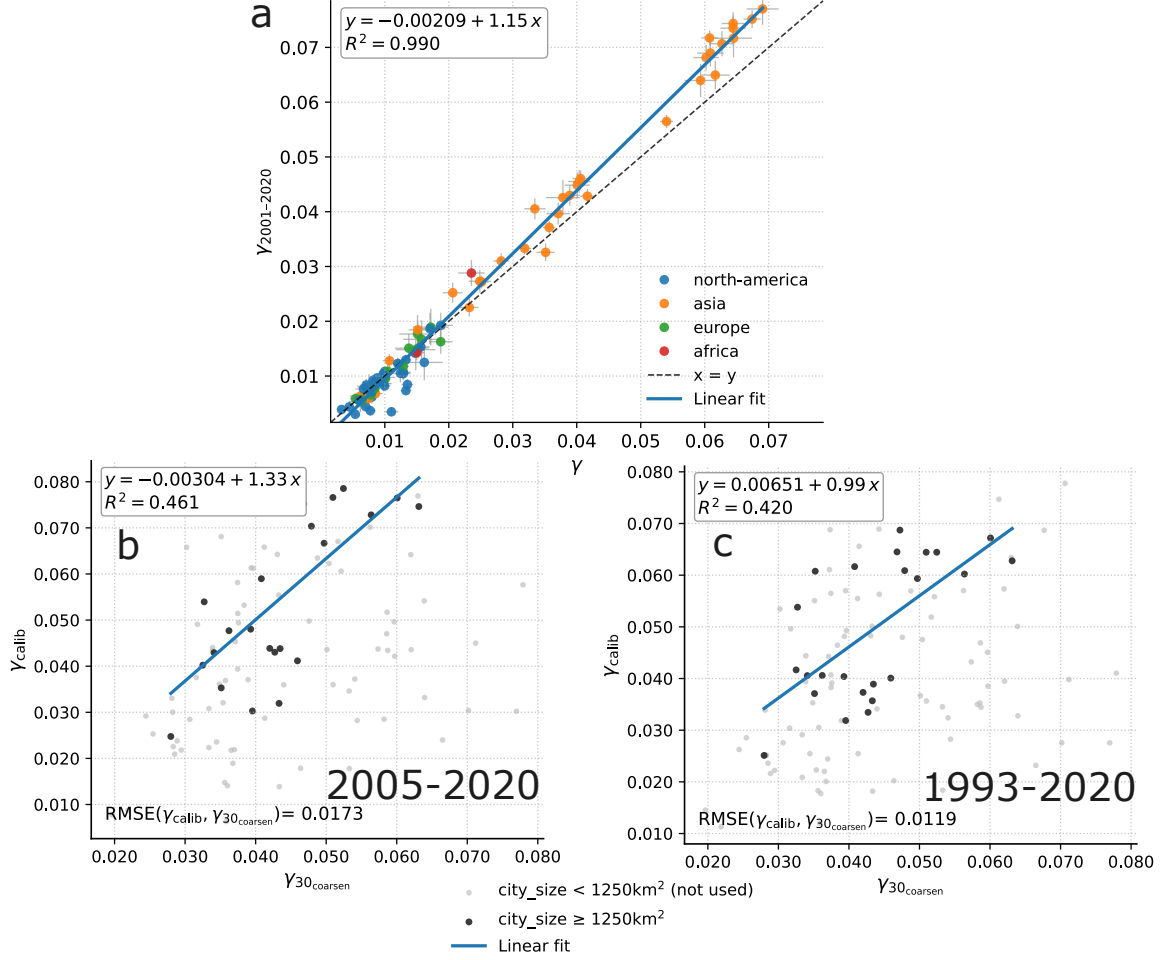 a
y = −0.00209 + 1.15 x
R² = 0.990
0.07
0.06
0.05
0.04
0.03
0.02
0.01
γ2001–2020
north-america
asia
europe
africa
x = y
Linear fit
0.01 0.02 0.03 0.04 0.05 0.06 0.07
γ
b
y = −0.00304 + 1.33 x
R² = 0.461
0.080
0.070
0.060
0.050
0.040
0.030
0.020
0.010
γcalib
2005-2020
RMSE(γcalib, γ30coarsen)= 0.0173
0.020 0.030 0.040 0.050 0.060 0.070 0.080
γ30coarsen
c
y = 0.00651 + 0.99 x
R² = 0.420
0.080
0.070
0.060
0.050
0.040
0.030
0.020
0.010
γcalib
1993-2020
RMSE(γcalib, γ30coarsen)= 0.0119
0.020 0.030 0.040 0.050 0.060 0.070 0.080
γ30coarsen
city_size < 1250km² (not used)
city_size ≥ 1250km²
Linear fit